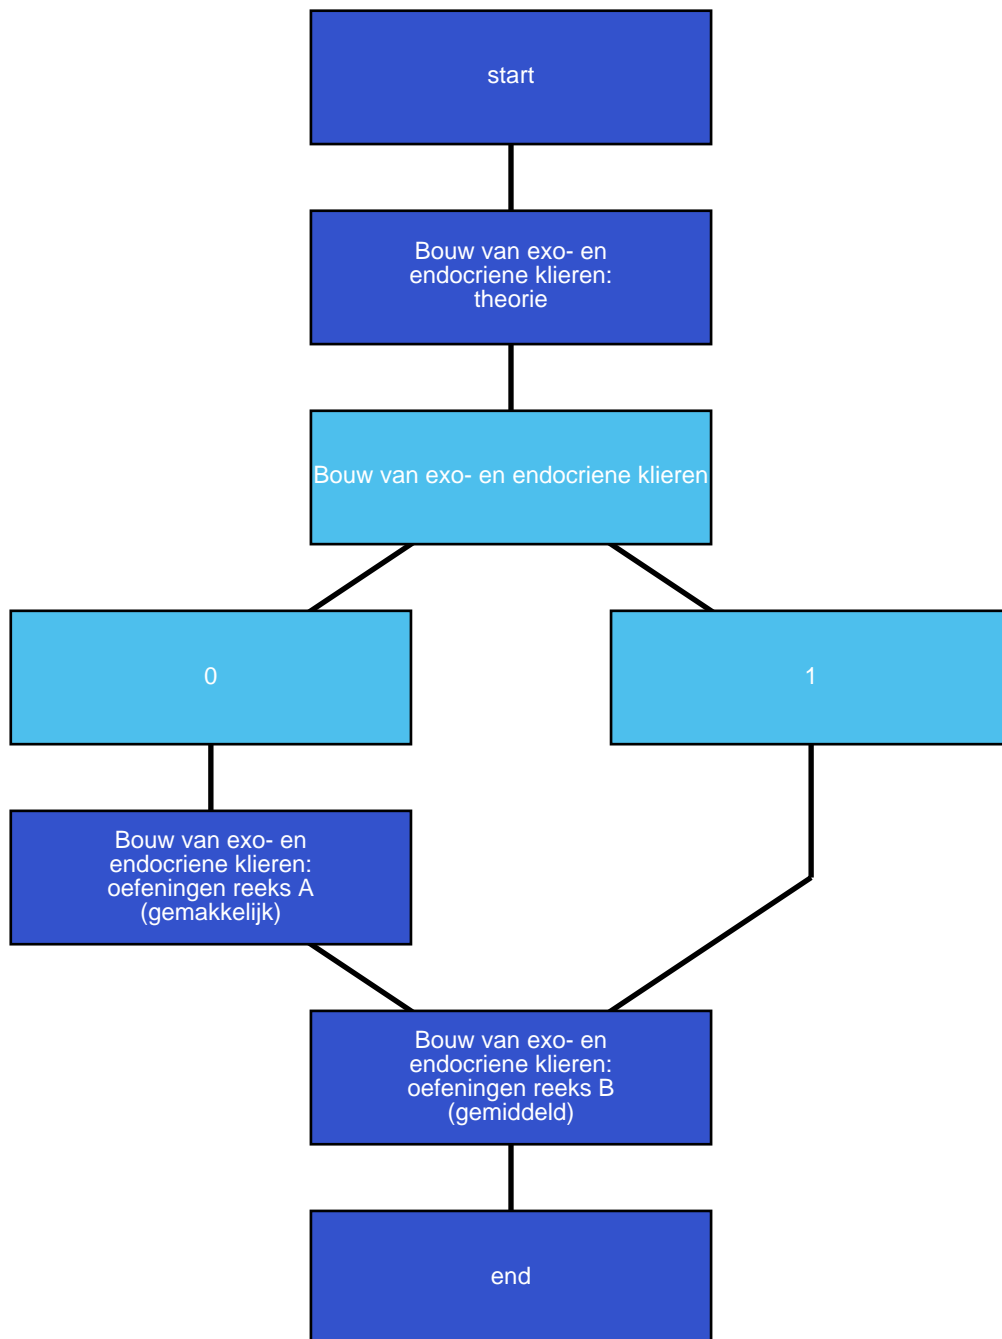 start
Bouw van exo- en
endocriene klieren:
theorie
Bouw van exo- en endocriene klieren
0
1
Bouw van exo- en
endocriene klieren:
oefeningen reeks A
(gemakkelijk)
Bouw van exo- en
endocriene klieren:
oefeningen reeks B
(gemiddeld)
end